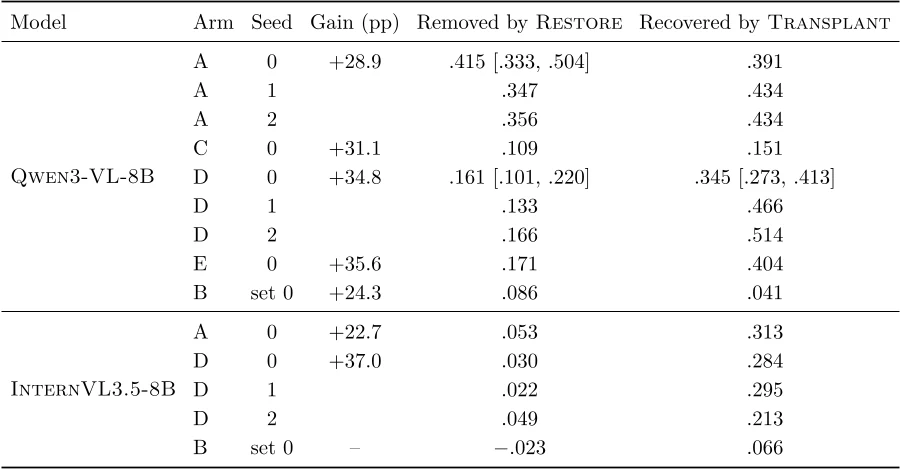 Model Arm Seed Gain (pp) Removed by RESTORE Recovered by TRANSPLANT
A 0 +28.9 .415 [.333, .504] .391
A 1 .347 .434
A 2 .356 .434
C 0 +31.1 .109 .151
QWEN3-VL-8B D 0 +34.8 .161 [.101, .220] .345 [.273, .413]
D 1 .133 .466
D 2 .166 .514
E 0 +35.6 .171 .404
B set 0 +24.3 .086 .041
A 0 +22.7 .053 .313
D 0 +37.0 .030 .284
INTERNVL3.5-8B D 1 .022 .295
D 2 .049 .213
B set 0 – −.023 .066